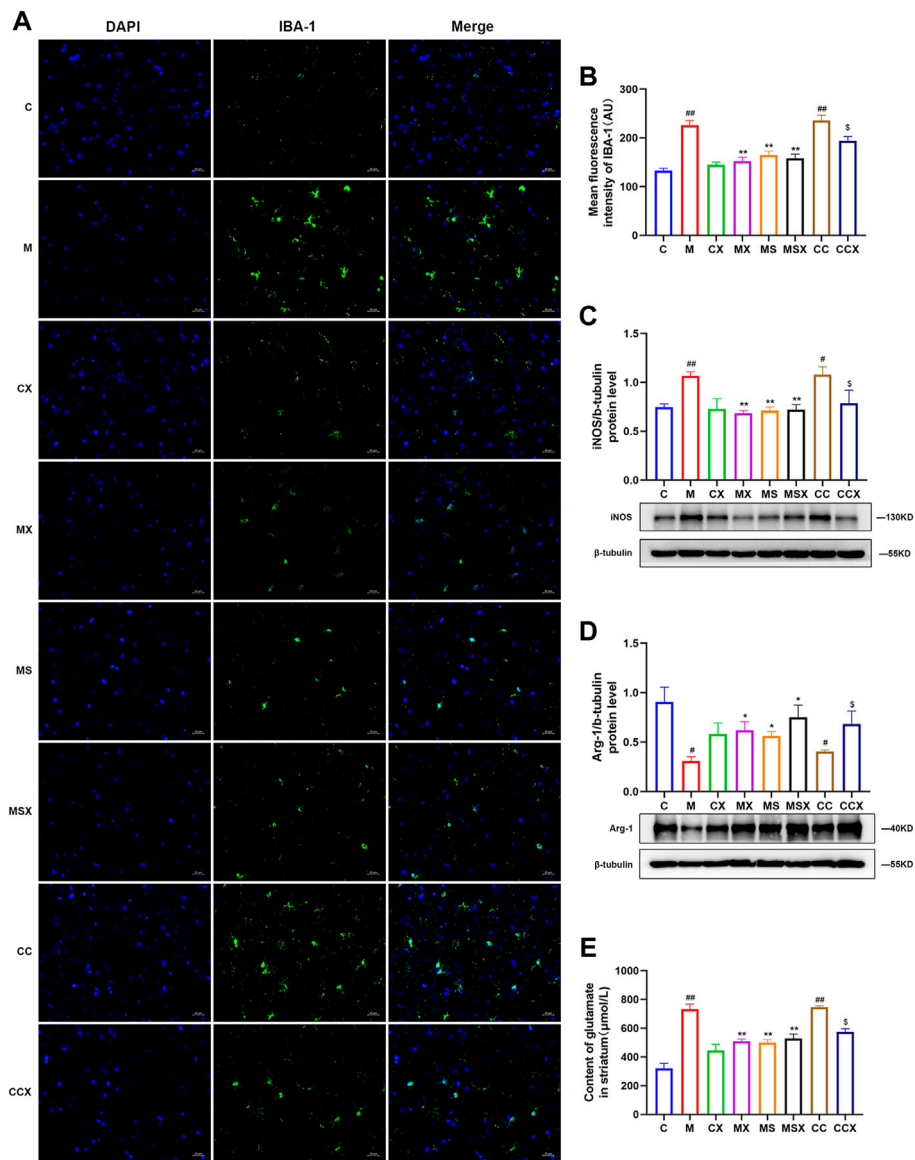 A
DAPI IBA-1 Merge
C
M
CX
MX
MS
MSX
CC
CCX
B
Mean fluorescence
intensity of IBA-1(AU)
300
200
100
0
##
**
**
**
##
$
C M CX MX MS MSX CC CCX
C
iNOS/b-tubulin
protein level
1.5
1.0
0.5
0.0
##
**
**
**
#
$
C M CX MX MS MSX CC CCX
iNOS —130KD
β-tubulin —55KD
D
Arg-1/b-tubulin
protein level
1.5
1.0
0.5
0.0
#
*
*
*
#
$
C M CX MX MS MSX CC CCX
Arg-1 —40KD
β-tubulin —55KD
E
Content of glutamate
in striatum(μmol/L)
1000
800
600
400
200
0
##
**
**
**
##
$
C M CX MX MS MSX CC CCX